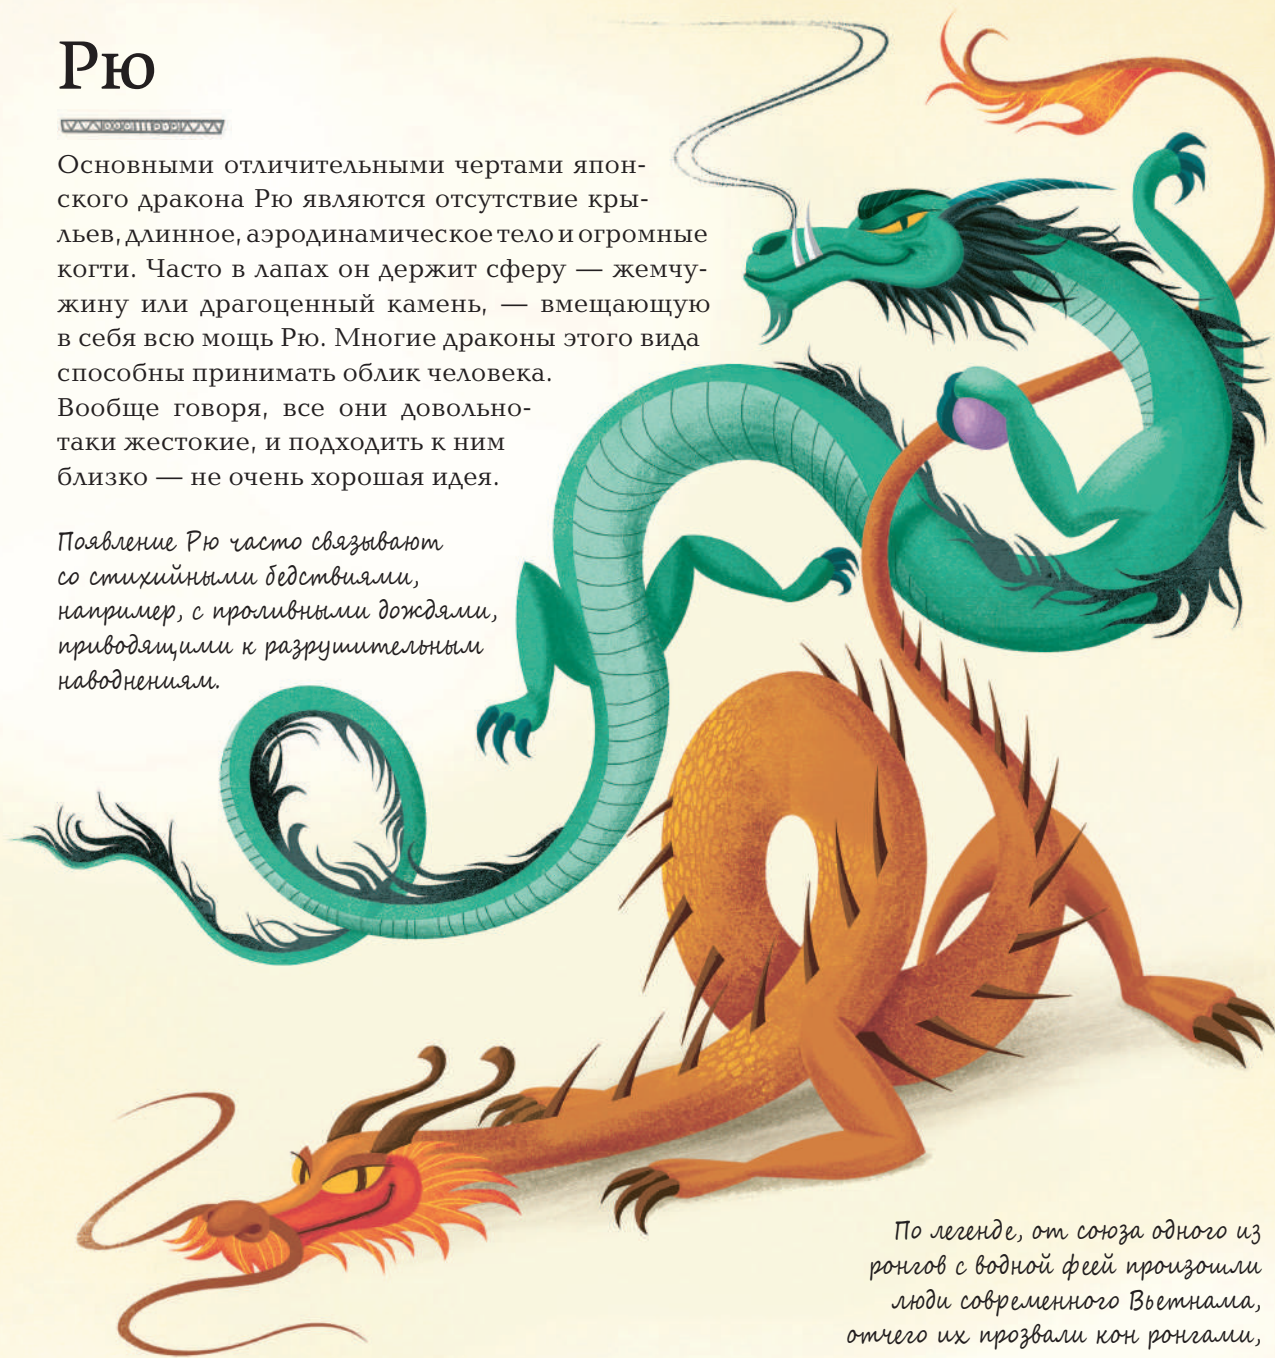 Рю
Основными отличительными чертами япон-
ского дракона Рю являются отсутствие кры-
льев, длинное, аэродинамическое тело и огромные
когти. Часто в лапах он держит сферу — жемчу-
жину или драгоценный камень, — вмещающую
в себя всю мощь Рю. Многие драконы этого вида
способны принимать облик человека.
Вообще говоря, все они довольно-
таки жестокие, и подходить к ним
близко — не очень хорошая идея.
Появление Рю часто связывают
со стихийными бедствиями,
например, с проливными дождями,
приводящими к разрушительным
наводнениям.
По легенде, от союза одного из
ронгов с водной феей произошли
люди современного Вьетнама,
отчего их прозвали кон ронгами,